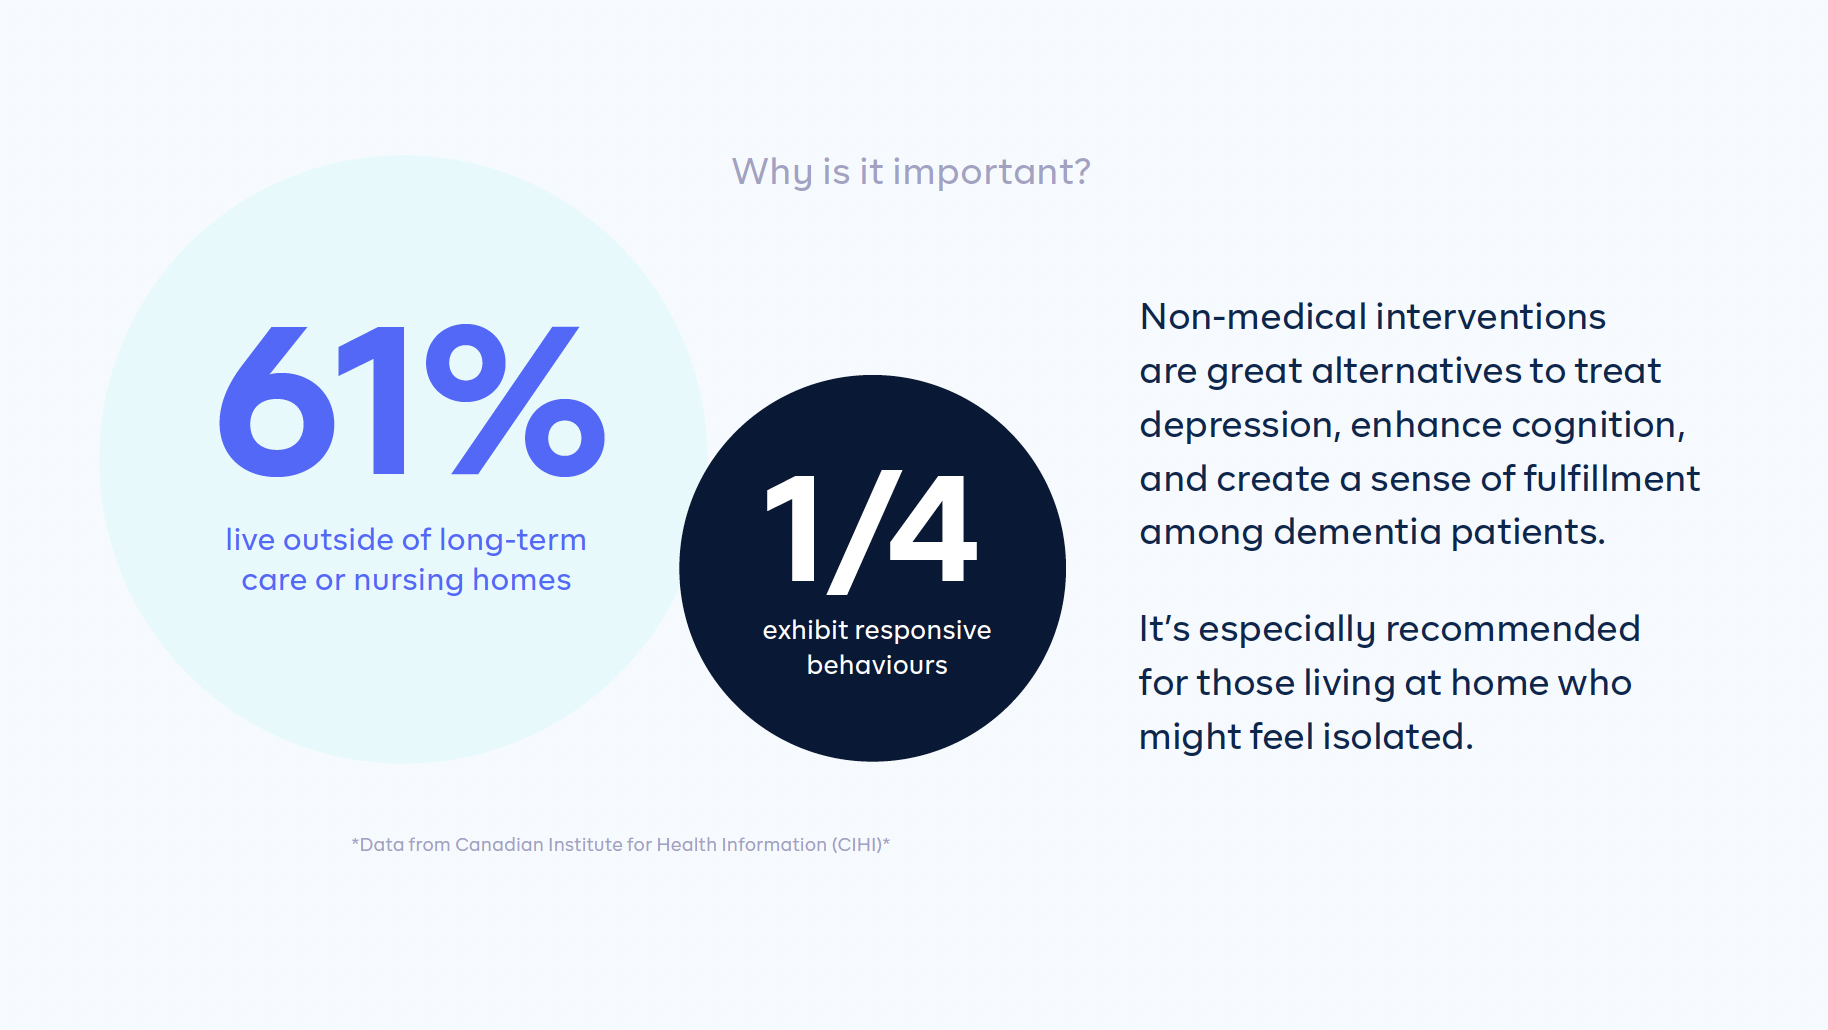 Why is it important?
61%
live outside of long-term
care or nursing homes
1/4
exhibit responsive
behaviours
Non-medical interventions
are great alternatives to treat
depression, enhance cognition,
and create a sense of fulfillment
among dementia patients.
It’s especially recommended
for those living at home who
might feel isolated.
*Data from Canadian Institute for Health Information (CIHI)*